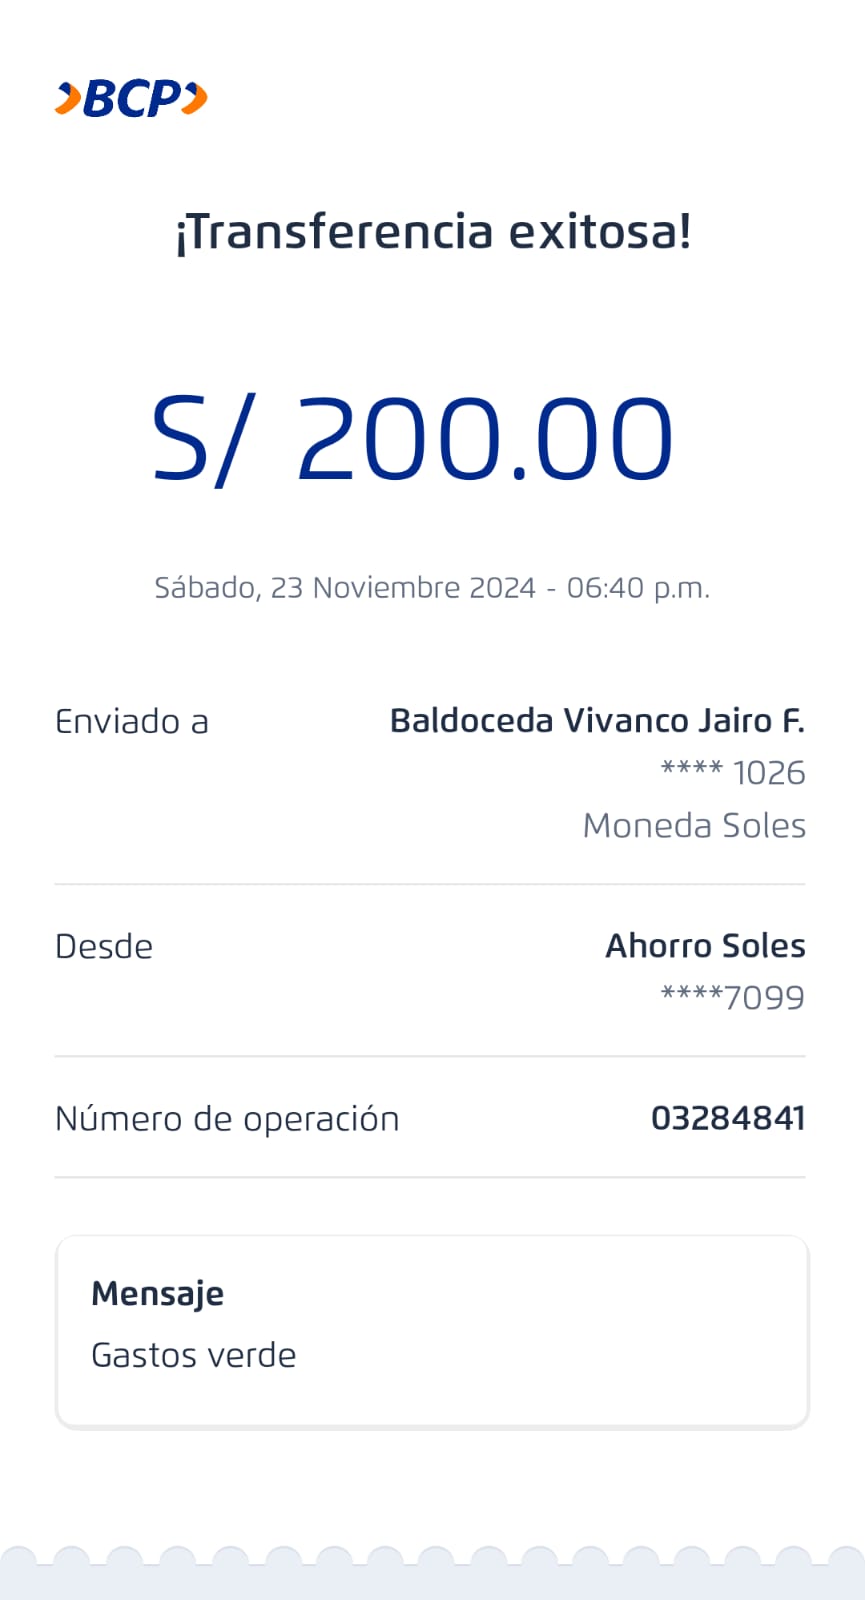 BCP
¡Transferencia exitosa!
S/ 200.00
Sábado, 23 Noviembre 2024 - 06:40 p.m.
Enviado a Baldoceda Vivanco Jairo F.
**** 1026
Moneda Soles
Desde Ahorro Soles
****7099
Número de operación 03284841
Mensaje
Gastos verde